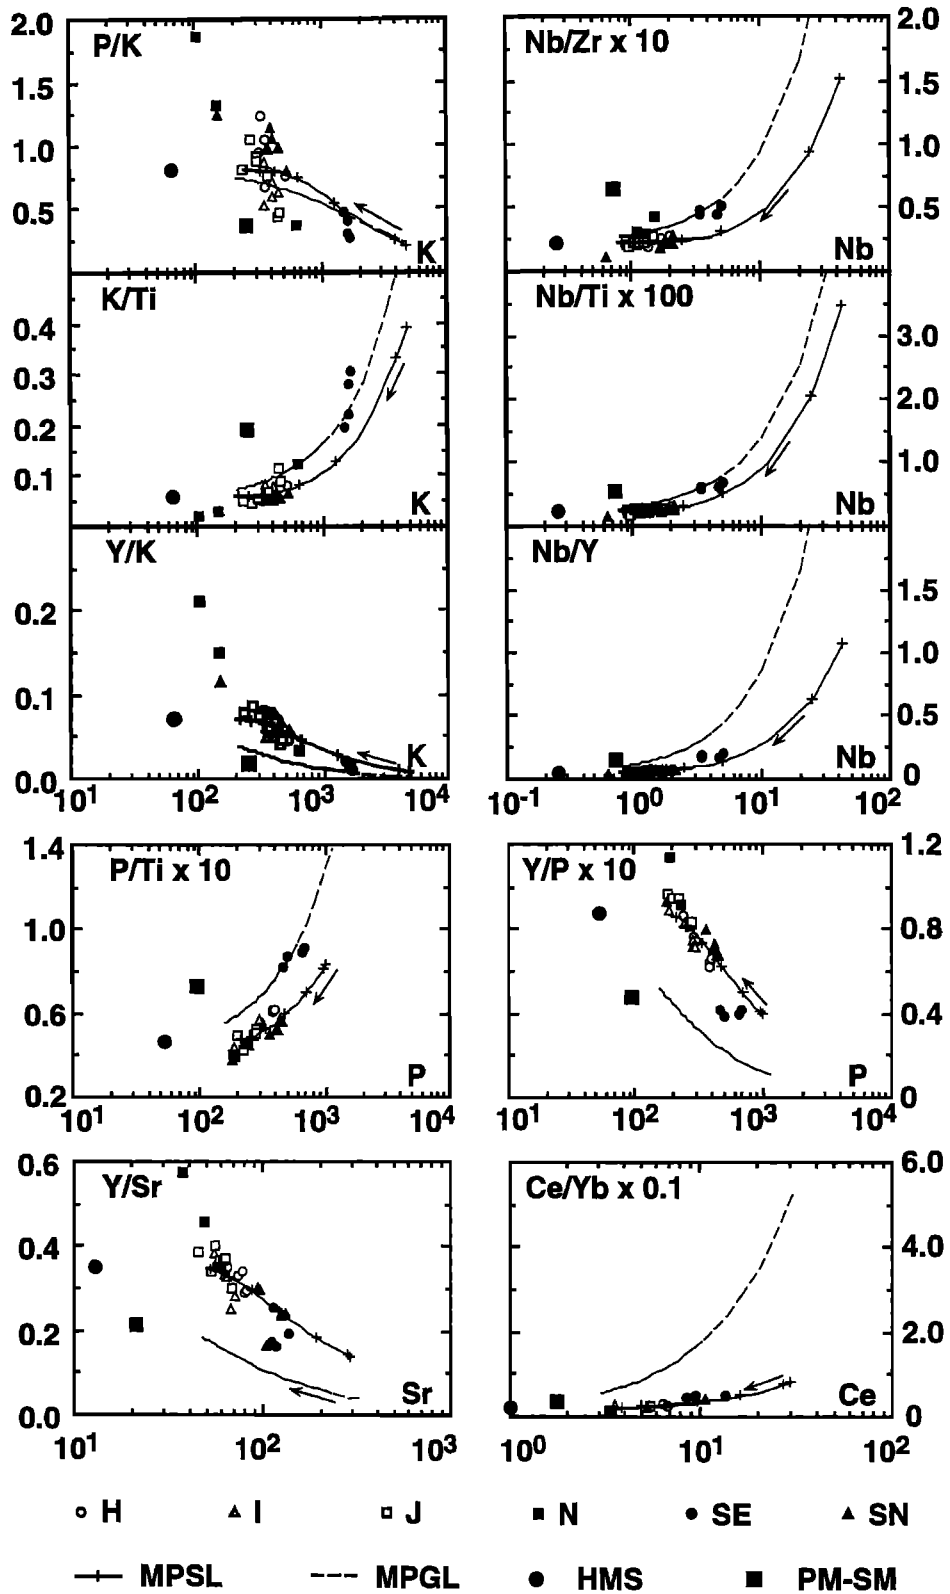 2.0 P/K Nb/Zr x 10 2.0
1.5 1.5
1.0 1.0
0.5 0.5
K Nb
K/Ti Nb/Ti x 100
0.4 3.0
0.3
0.2 2.0
0.1 1.0
K Nb
Y/K Nb/Y
0.2 1.5
1.0
0.1 0.5
K Nb
0.0 0
10¹ 10² 10³ 10⁴ 10⁻¹ 10⁰ 10¹ 10²
1.4 P/Ti x 10 Y/P x 10 1.2
1.0 0.8
0.6 0.4
P P
0.2 0
10¹ 10² 10³ 10⁴ 10¹ 10² 10³ 10⁴
0.6 Y/Sr Ce/Yb x 0.1 6.0
0.4 4.0
0.2 2.0
Sr Ce
0.0 0
10¹ 10² 10³ 10⁰ 10¹ 10²
H I J N SE SN
MPSL MPGL HMS PM-SM